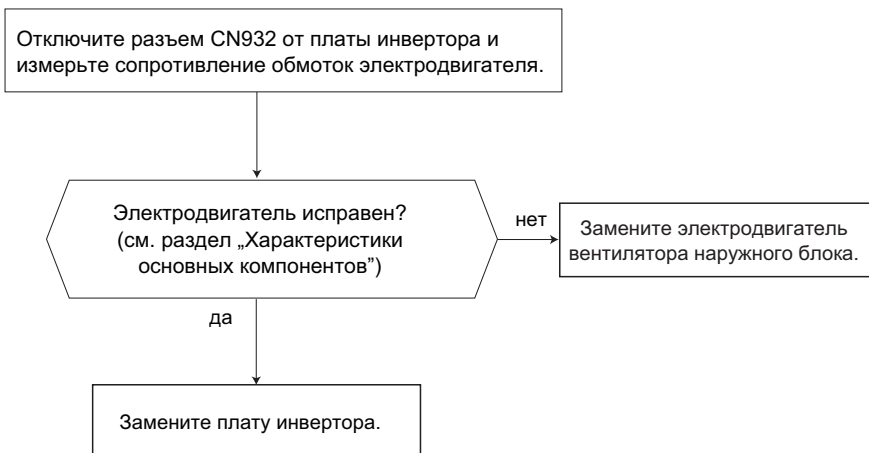 Отключите разъем CN932 от платы инвертора и
измерьте сопротивление обмоток электродвигателя.
Электродвигатель исправен?
(см. раздел „Характеристики
основных компонентов”)
нет
Замените электродвигатель
вентилятора наружного блока.
да
Замените плату инвертора.